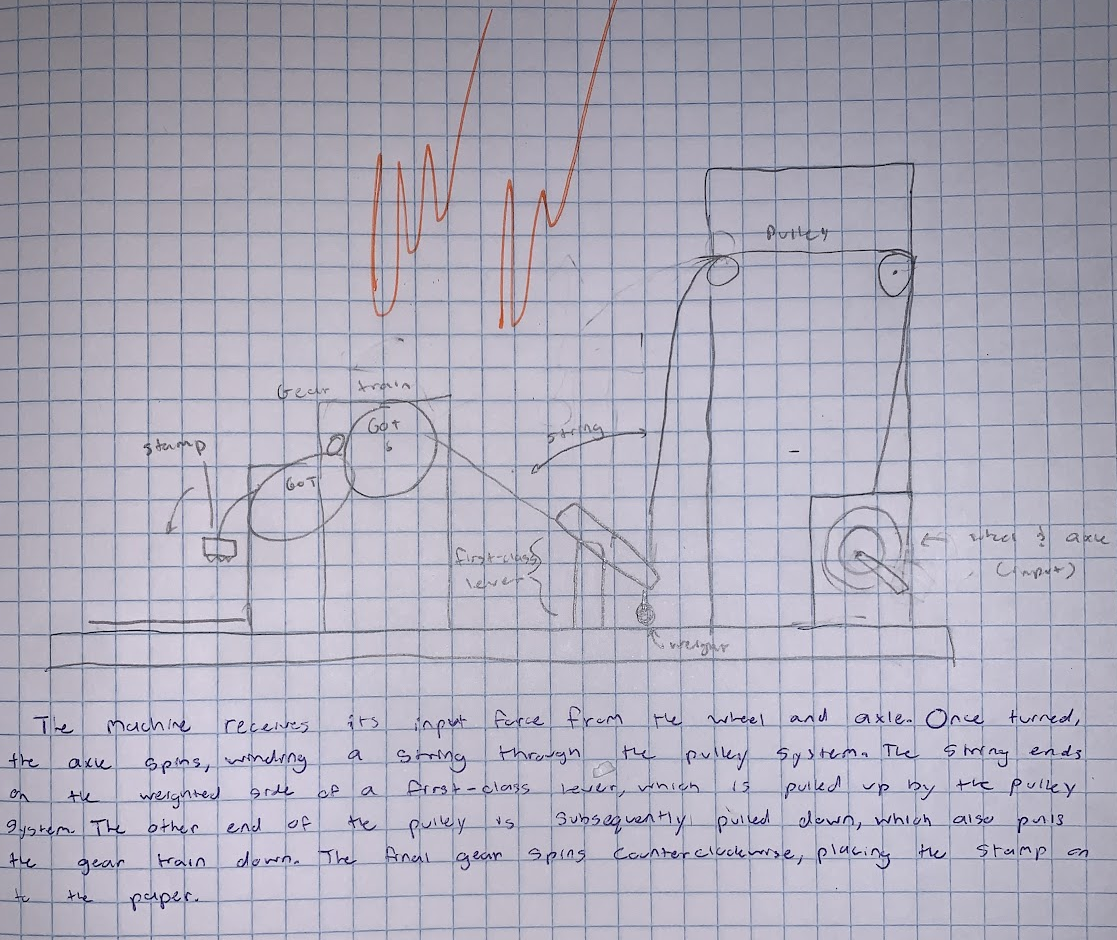 Pulley
Gear train
GoT
6
stamp
GoT
string
first-class
lever
wheel & axle
(input)
weight
The machine receives its input force from the wheel and axle. Once turned,
the axle spins, winding a string through the pulley system. The string ends
on the weighted side of a first-class lever, which is pulled up by the pulley
system. The other end of the pulley is subsequently pulled down, which also pulls
the gear train down. The final gear spins counterclockwise, placing the stamp on
to the paper.